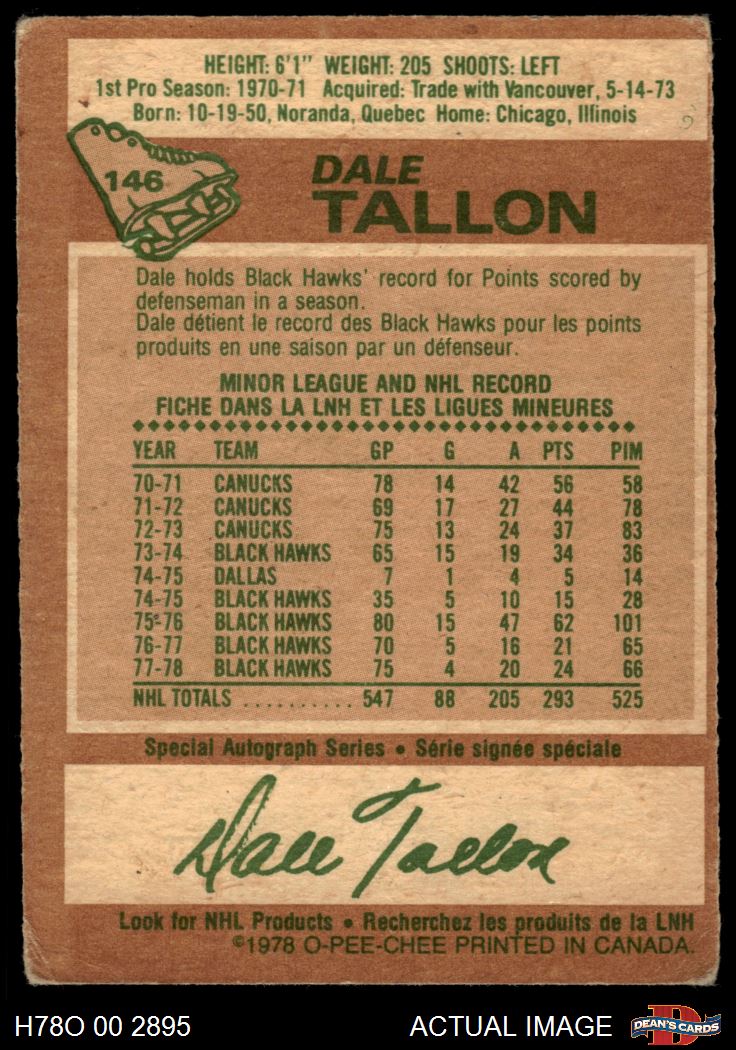 HEIGHT: 6'1" WEIGHT: 205 SHOOTS: LEFT
1st Pro Season: 1970-71 Acquired: Trade with Vancouver, 5-14-73
Born: 10-19-50, Noranda, Quebec Home: Chicago, Illinois
146
DALE
TALLON
Dale holds Black Hawks' record for Points scored by
defenseman in a season.
Dale détient le record des Black Hawks pour les points
produits en une saison par un défenseur.
MINOR LEAGUE AND NHL RECORD
FICHE DANS LA LNH ET LES LIGUES MINEURES
YEAR TEAM GP G A PTS PIM
70-71 CANUCKS 78 14 42 56 58
71-72 CANUCKS 69 17 27 44 78
72-73 CANUCKS 75 13 24 37 83
73-74 BLACK HAWKS 65 15 19 34 36
74-75 DALLAS 7 1 4 5 14
74-75 BLACK HAWKS 35 5 10 15 28
75-76 BLACK HAWKS 80 15 47 62 101
76-77 BLACK HAWKS 70 5 16 21 65
77-78 BLACK HAWKS 75 4 20 24 66
NHL TOTALS .......... 547 88 205 293 525
Special Autograph Series • Série signée spéciale
Dale Tallon
Look for NHL Products • Recherchez les produits de la LNH
©1978 O-PEE-CHEE PRINTED IN CANADA.
H78O 00 2895 ACTUAL IMAGE D DEAN'S CARDS